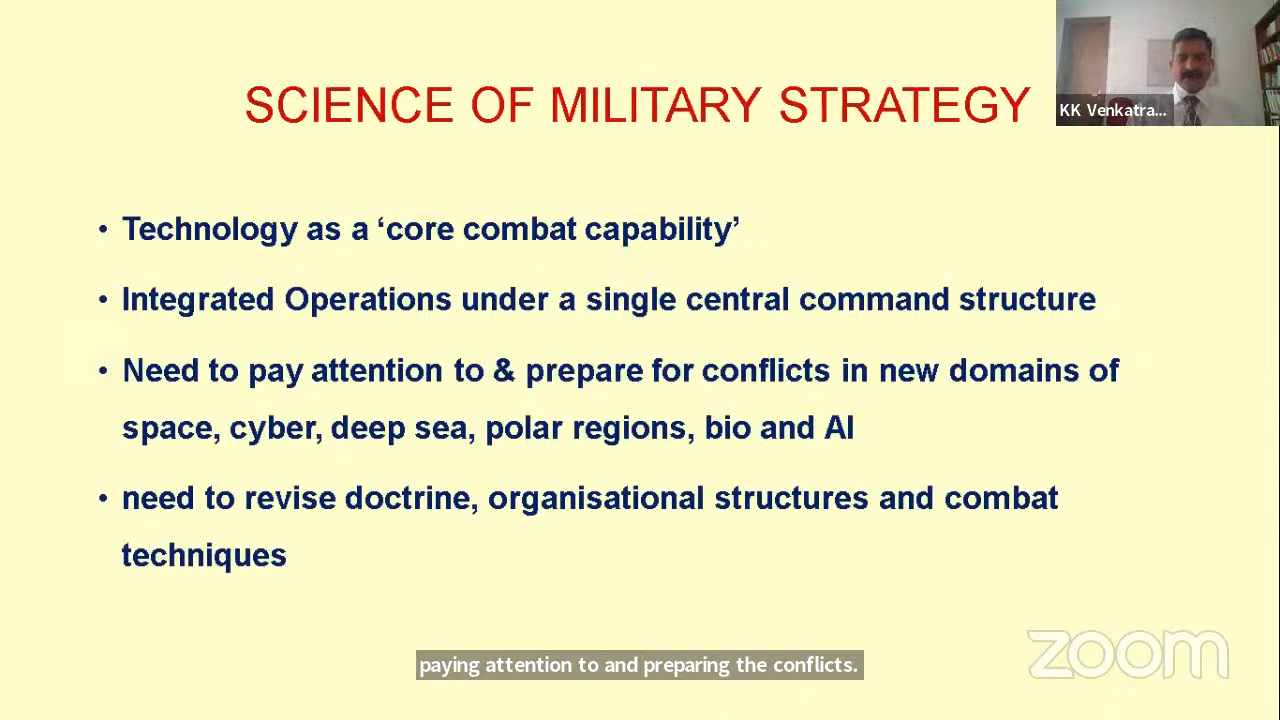 SCIENCE OF MILITARY STRATEGY
KK Venkatra...
• Technology as a ‘core combat capability’
• Integrated Operations under a single central command structure
• Need to pay attention to & prepare for conflicts in new domains of
space, cyber, deep sea, polar regions, bio and AI
• need to revise doctrine, organisational structures and combat
techniques
paying attention to and preparing the conflicts.
zoom